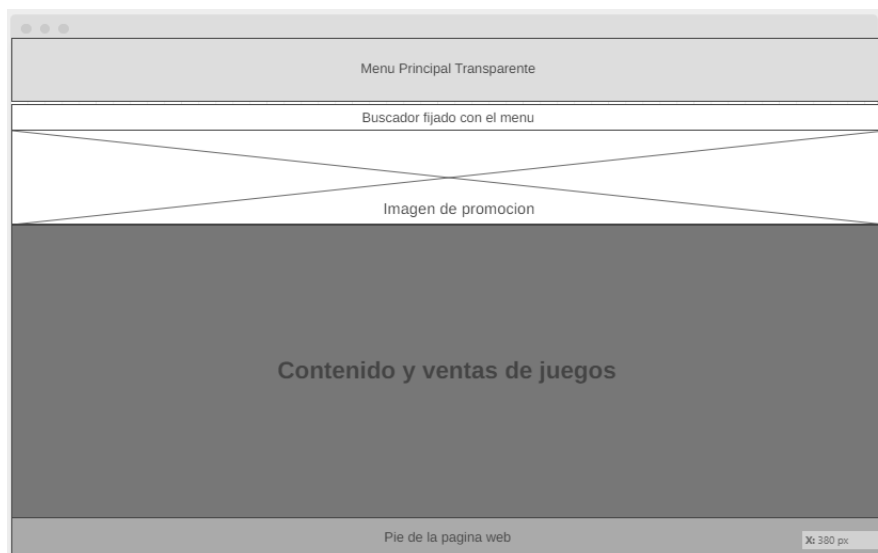 Menu Principal Transparente
Buscador fijado con el menu
Imagen de promocion
Contenido y ventas de juegos
Pie de la pagina web
X: 380 px